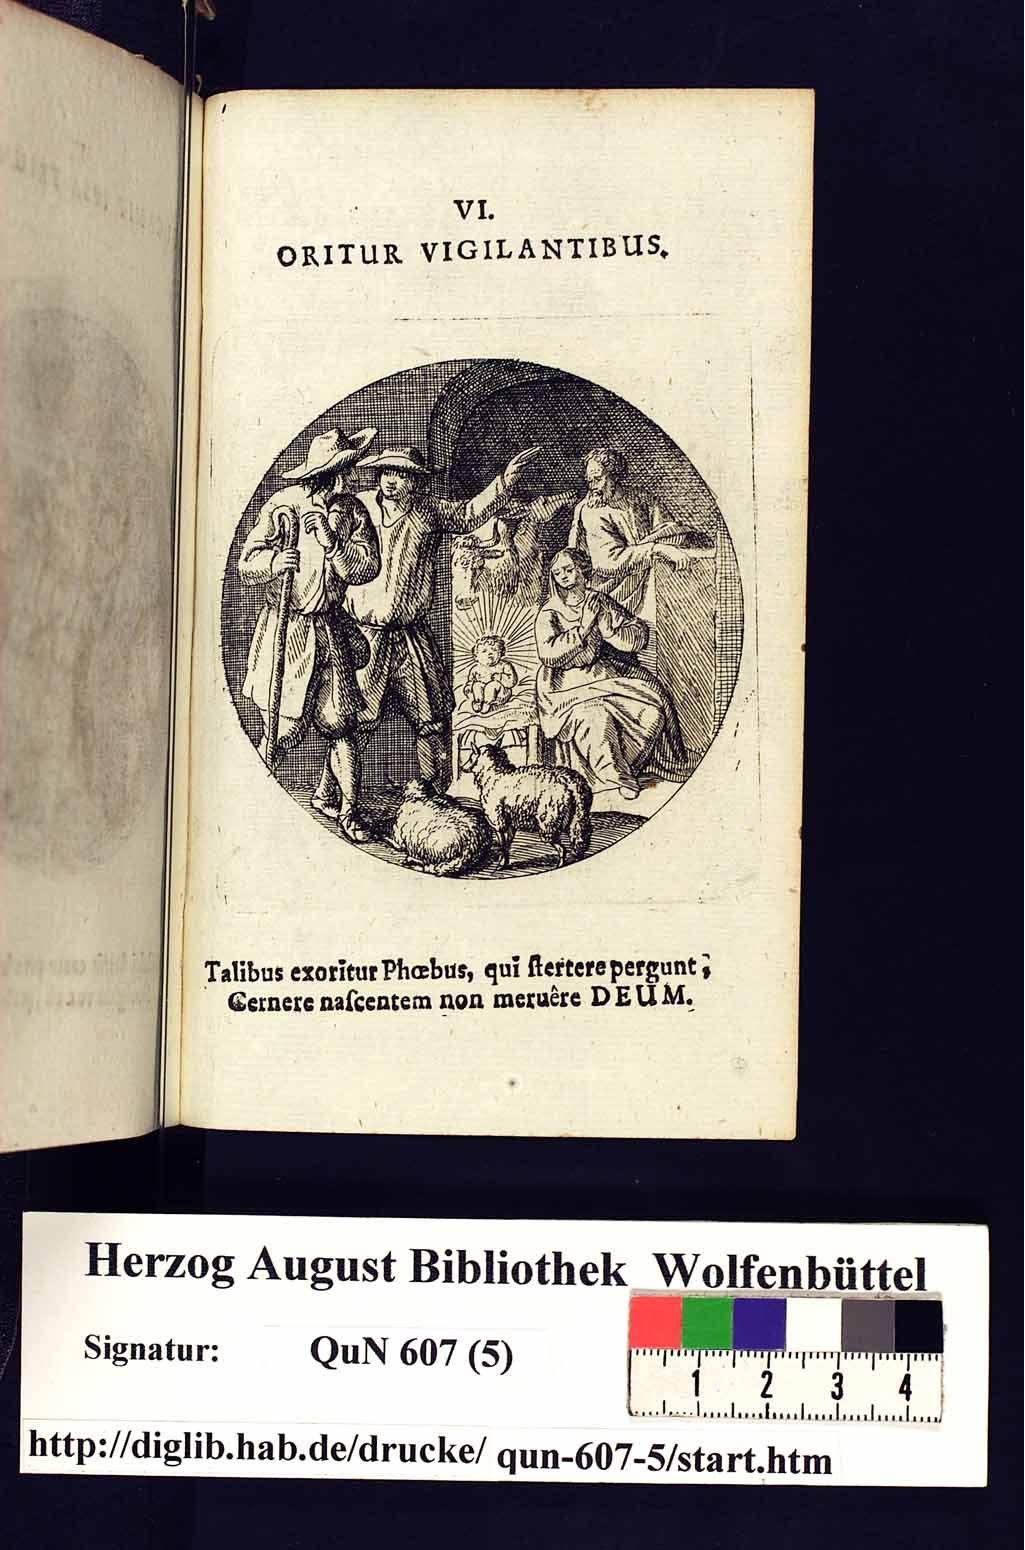 VI.
ORITUR VIGILANTIBUS.
Talibus exoritur Phœbus, qui ſtertere pergunt;
Cernere naſcentem non meruêre DEUM.
Herzog August Bibliothek Wolfenbüttel
Signatur: QuN 607 (5)
1 2 3 4
http://diglib.hab.de/drucke/ qun-607-5/start.htm